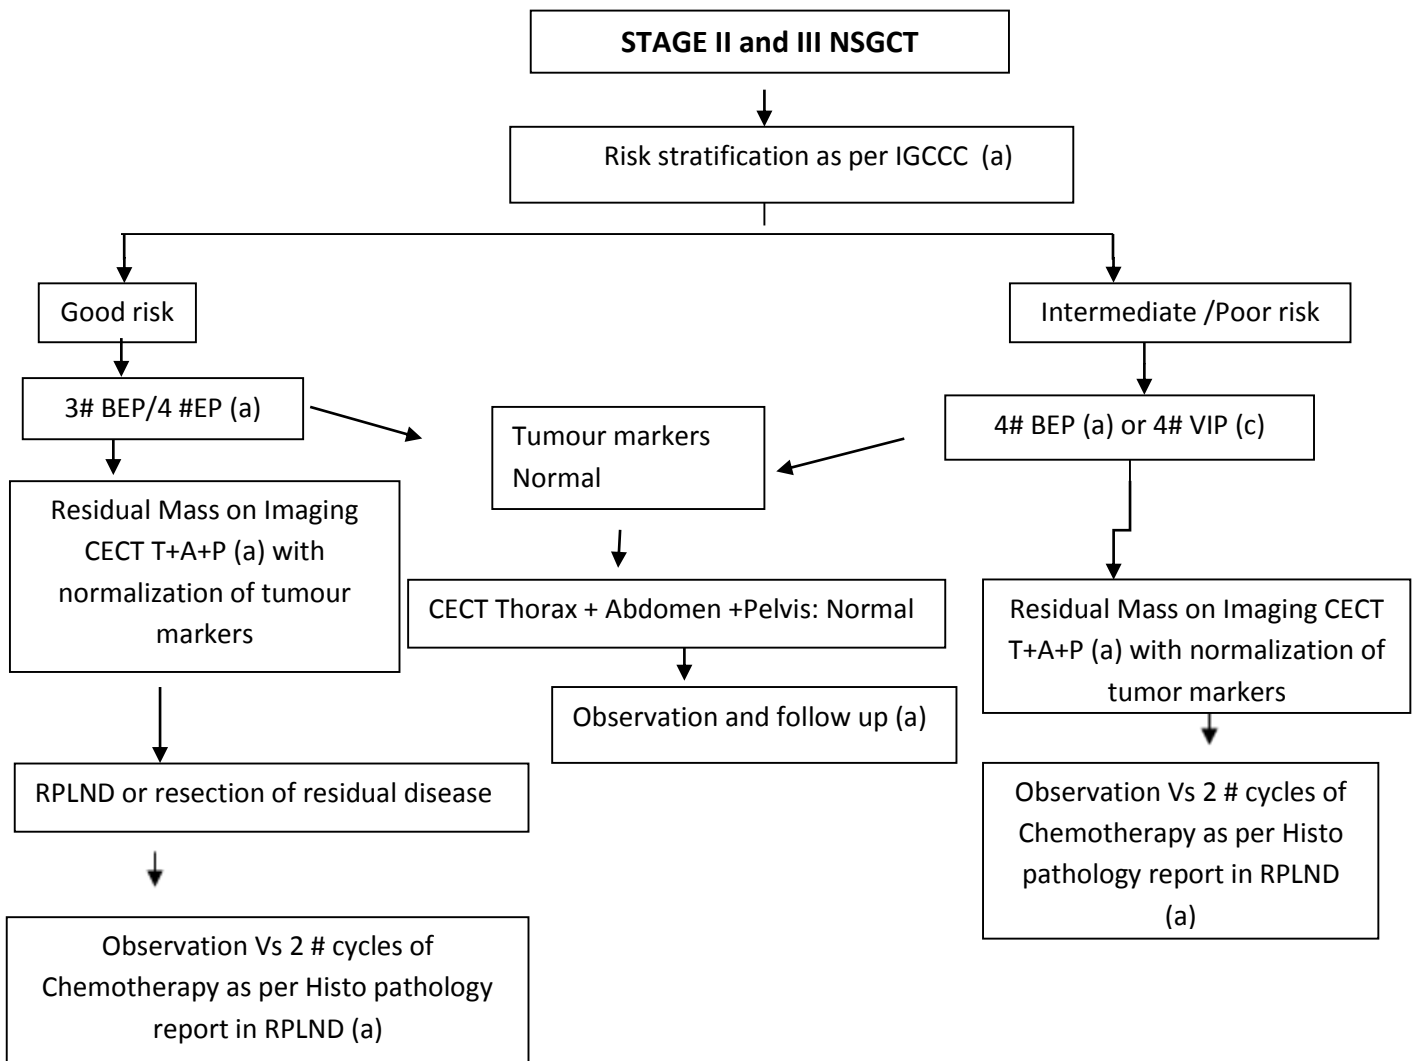 STAGE II and III NSGCT
Risk stratification as per IGCCC (a)
Good risk
Intermediate /Poor risk
3# BEP/4 #EP (a)
Tumour markers
Normal
4# BEP (a) or 4# VIP (c)
Residual Mass on Imaging
CECT T+A+P (a) with
normalization of tumour
markers
CECT Thorax + Abdomen +Pelvis: Normal
Residual Mass on Imaging CECT
T+A+P (a) with normalization of
tumor markers
Observation and follow up (a)
RPLND or resection of residual disease
Observation Vs 2 # cycles of
Chemotherapy as per Histo
pathology report in RPLND
(a)
Observation Vs 2 # cycles of
Chemotherapy as per Histo pathology
report in RPLND (a)